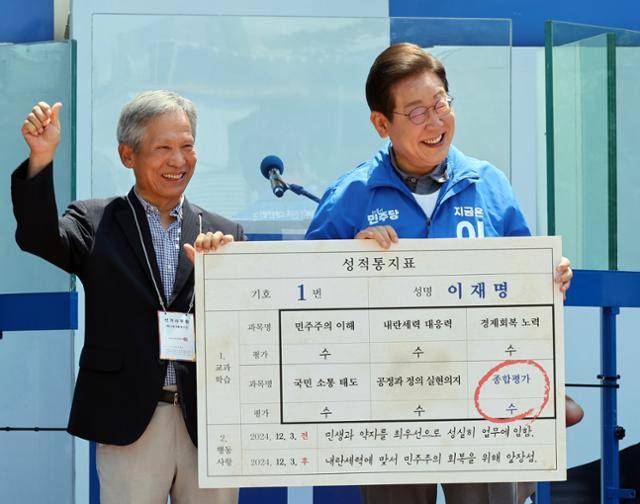 민주당
지금은
이
성적통지표
기호 1번 성명 이재명
과목명 민주주의 이해 내란세력 대응력 경제회복 노력
1. 교과 학습
평가 수 수 수
과목명 국민 소통 태도 공정과 정의 실현의지 종합평가
평가 수 수 수
2. 행동 사항
2024. 12. 3. 전 민생과 약자를 최우선으로 성실히 업무에 임함.
2024. 12. 3. 후 내란세력에 맞서 민주주의 회복을 위해 앞장섬.